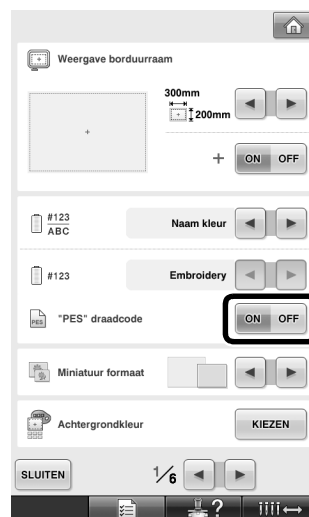 Weergave borduurraam
300mm
200mm
ON OFF
#123
ABC
Naam kleur
#123
Embroidery
PES
"PES" draadcode
ON OFF
Miniatuur formaat
Achtergrondkleur
KIEZEN
SLUITEN
1/6
?